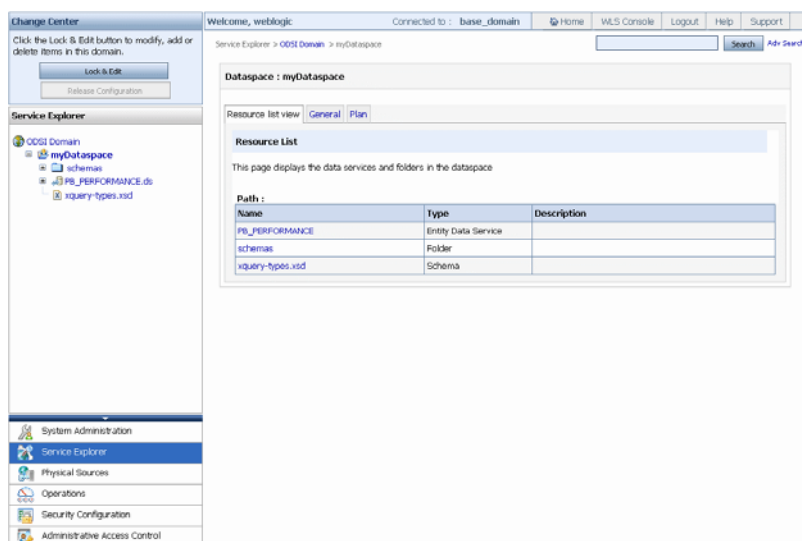 Change Center
Click the Lock & Edit button to modify, add or
delete items in this domain.
Lock & Edit
Release Configuration
Service Explorer
ODSI Domain
myDataspace
schemas
PB_PERFORMANCE.ds
xquery-types.xsd
System Administration
Service Explorer
Physical Sources
Operations
Security Configuration
Administrative Access Control
Welcome, weblogic
Connected to : base_domain
Home
WLS Console
Logout
Help
Support
Service Explorer > ODSI Domain > myDataspace
Search
Adv Search
Dataspace : myDataspace
Resource list view
General
Plan
Resource List
This page displays the data services and folders in the dataspace
Path :
Name Type Description
PB_PERFORMANCE Entity Data Service
schemas Folder
xquery-types.xsd Schema